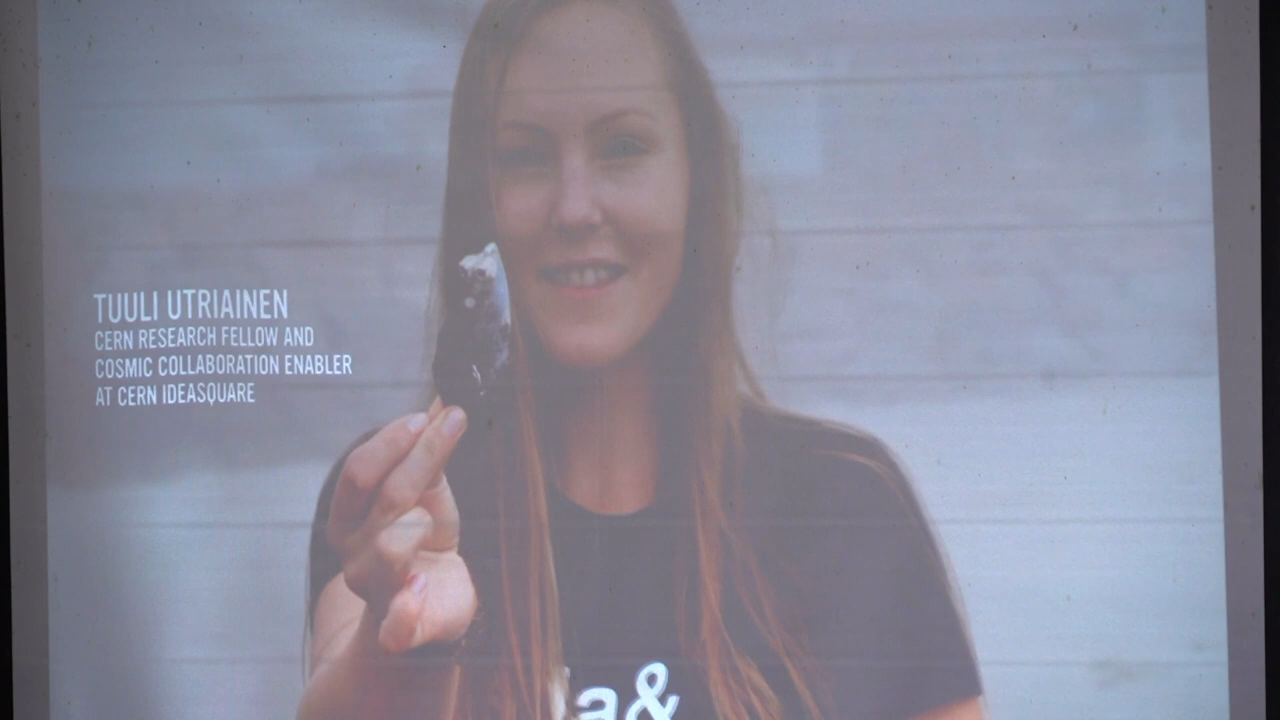 TUULI UTRIAINEN
CERN RESEARCH FELLOW AND
COSMIC COLLABORATION ENABLER
AT CERN IDEASQUARE
a&